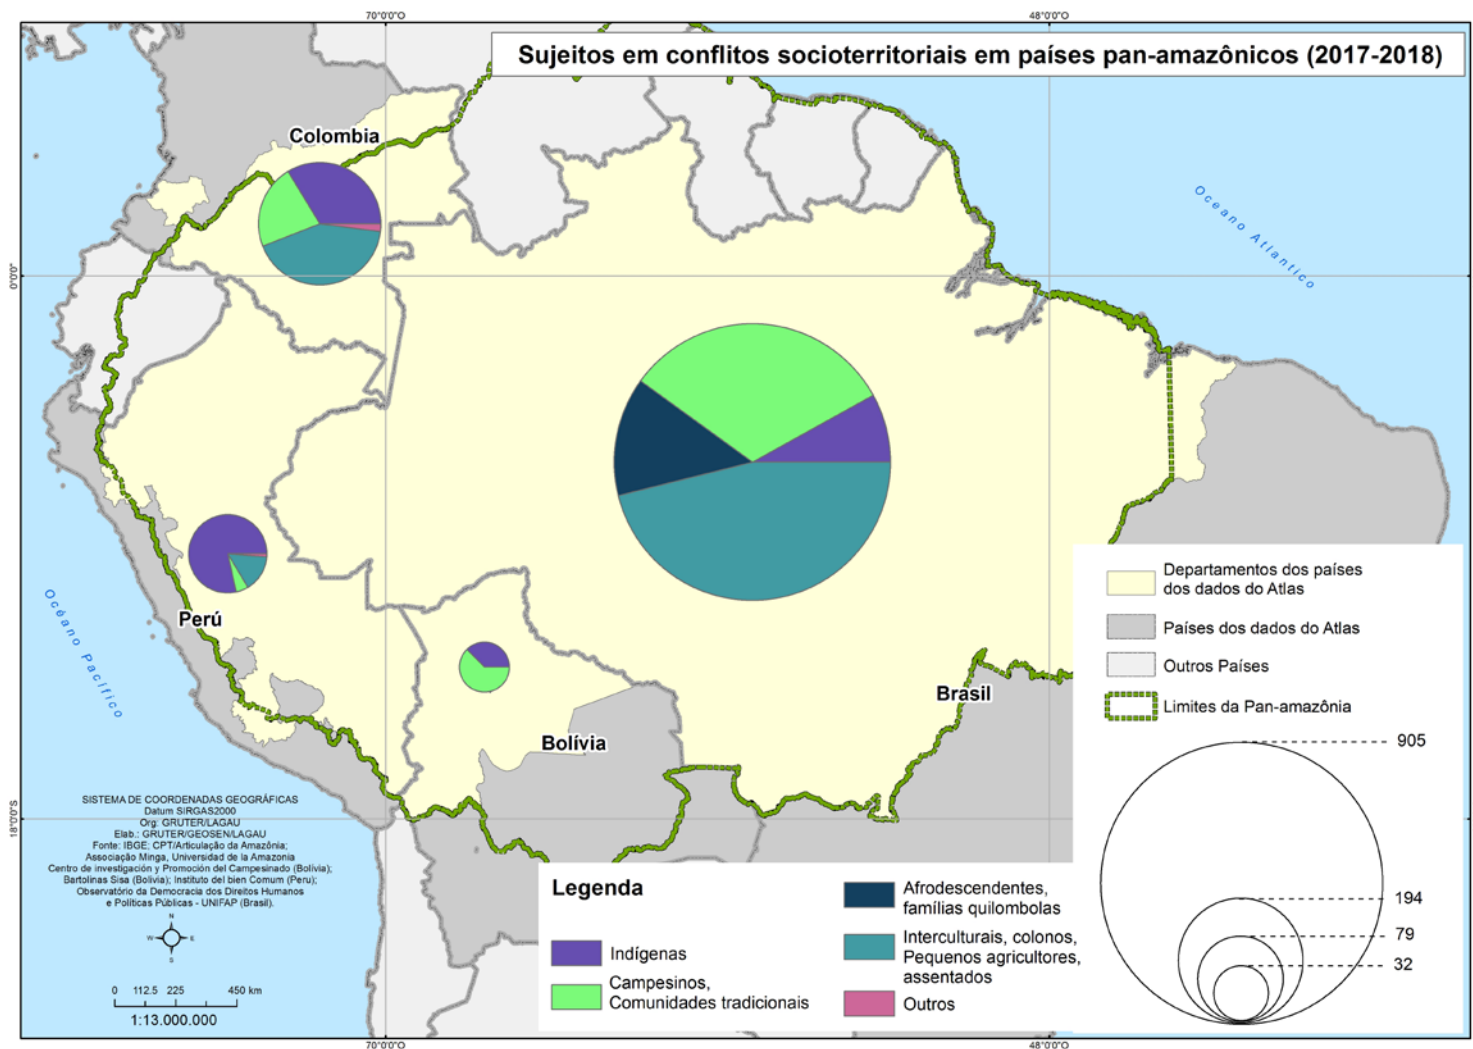 70°0'0"O
48°0'0"O
Sujeitos em conflitos socioterritoriais em países pan-amazônicos (2017-2018)
Colombia
Oceano Atlantico
0°0'0"
Perú
Océano Pacífico
Bolívia
Brasil
18°0'0"S
Departamentos dos países
dos dados do Atlas
Países dos dados do Atlas
Outros Países
Limites da Pan-amazônia
905
194
79
32
SISTEMA DE COORDENADAS GEOGRÁFICAS
Datum SIRGAS2000
Org: GRUTER/LAGAU
Elab.: GRUTER/GEOSEN/LAGAU
Fonte: IBGE; CPT/Articulação da Amazônia;
Associação Minga, Universidad de la Amazonia
Centro de investigación y Promoción del Campesinado (Bolívia);
Bartolinas Sisa (Bolívia); Instituto del bien Comum (Peru);
Observatório da Democracia dos Direitos Humanos
e Políticas Públicas - UNIFAP (Brasil).
N
W E
S
0 112.5 225 450 km
1:13.000.000
Legenda
Indígenas
Campesinos,
Comunidades tradicionais
Afrodescendentes,
famílias quilombolas
Interculturais, colonos,
Pequenos agricultores,
assentados
Outros
70°0'0"O
48°0'0"O